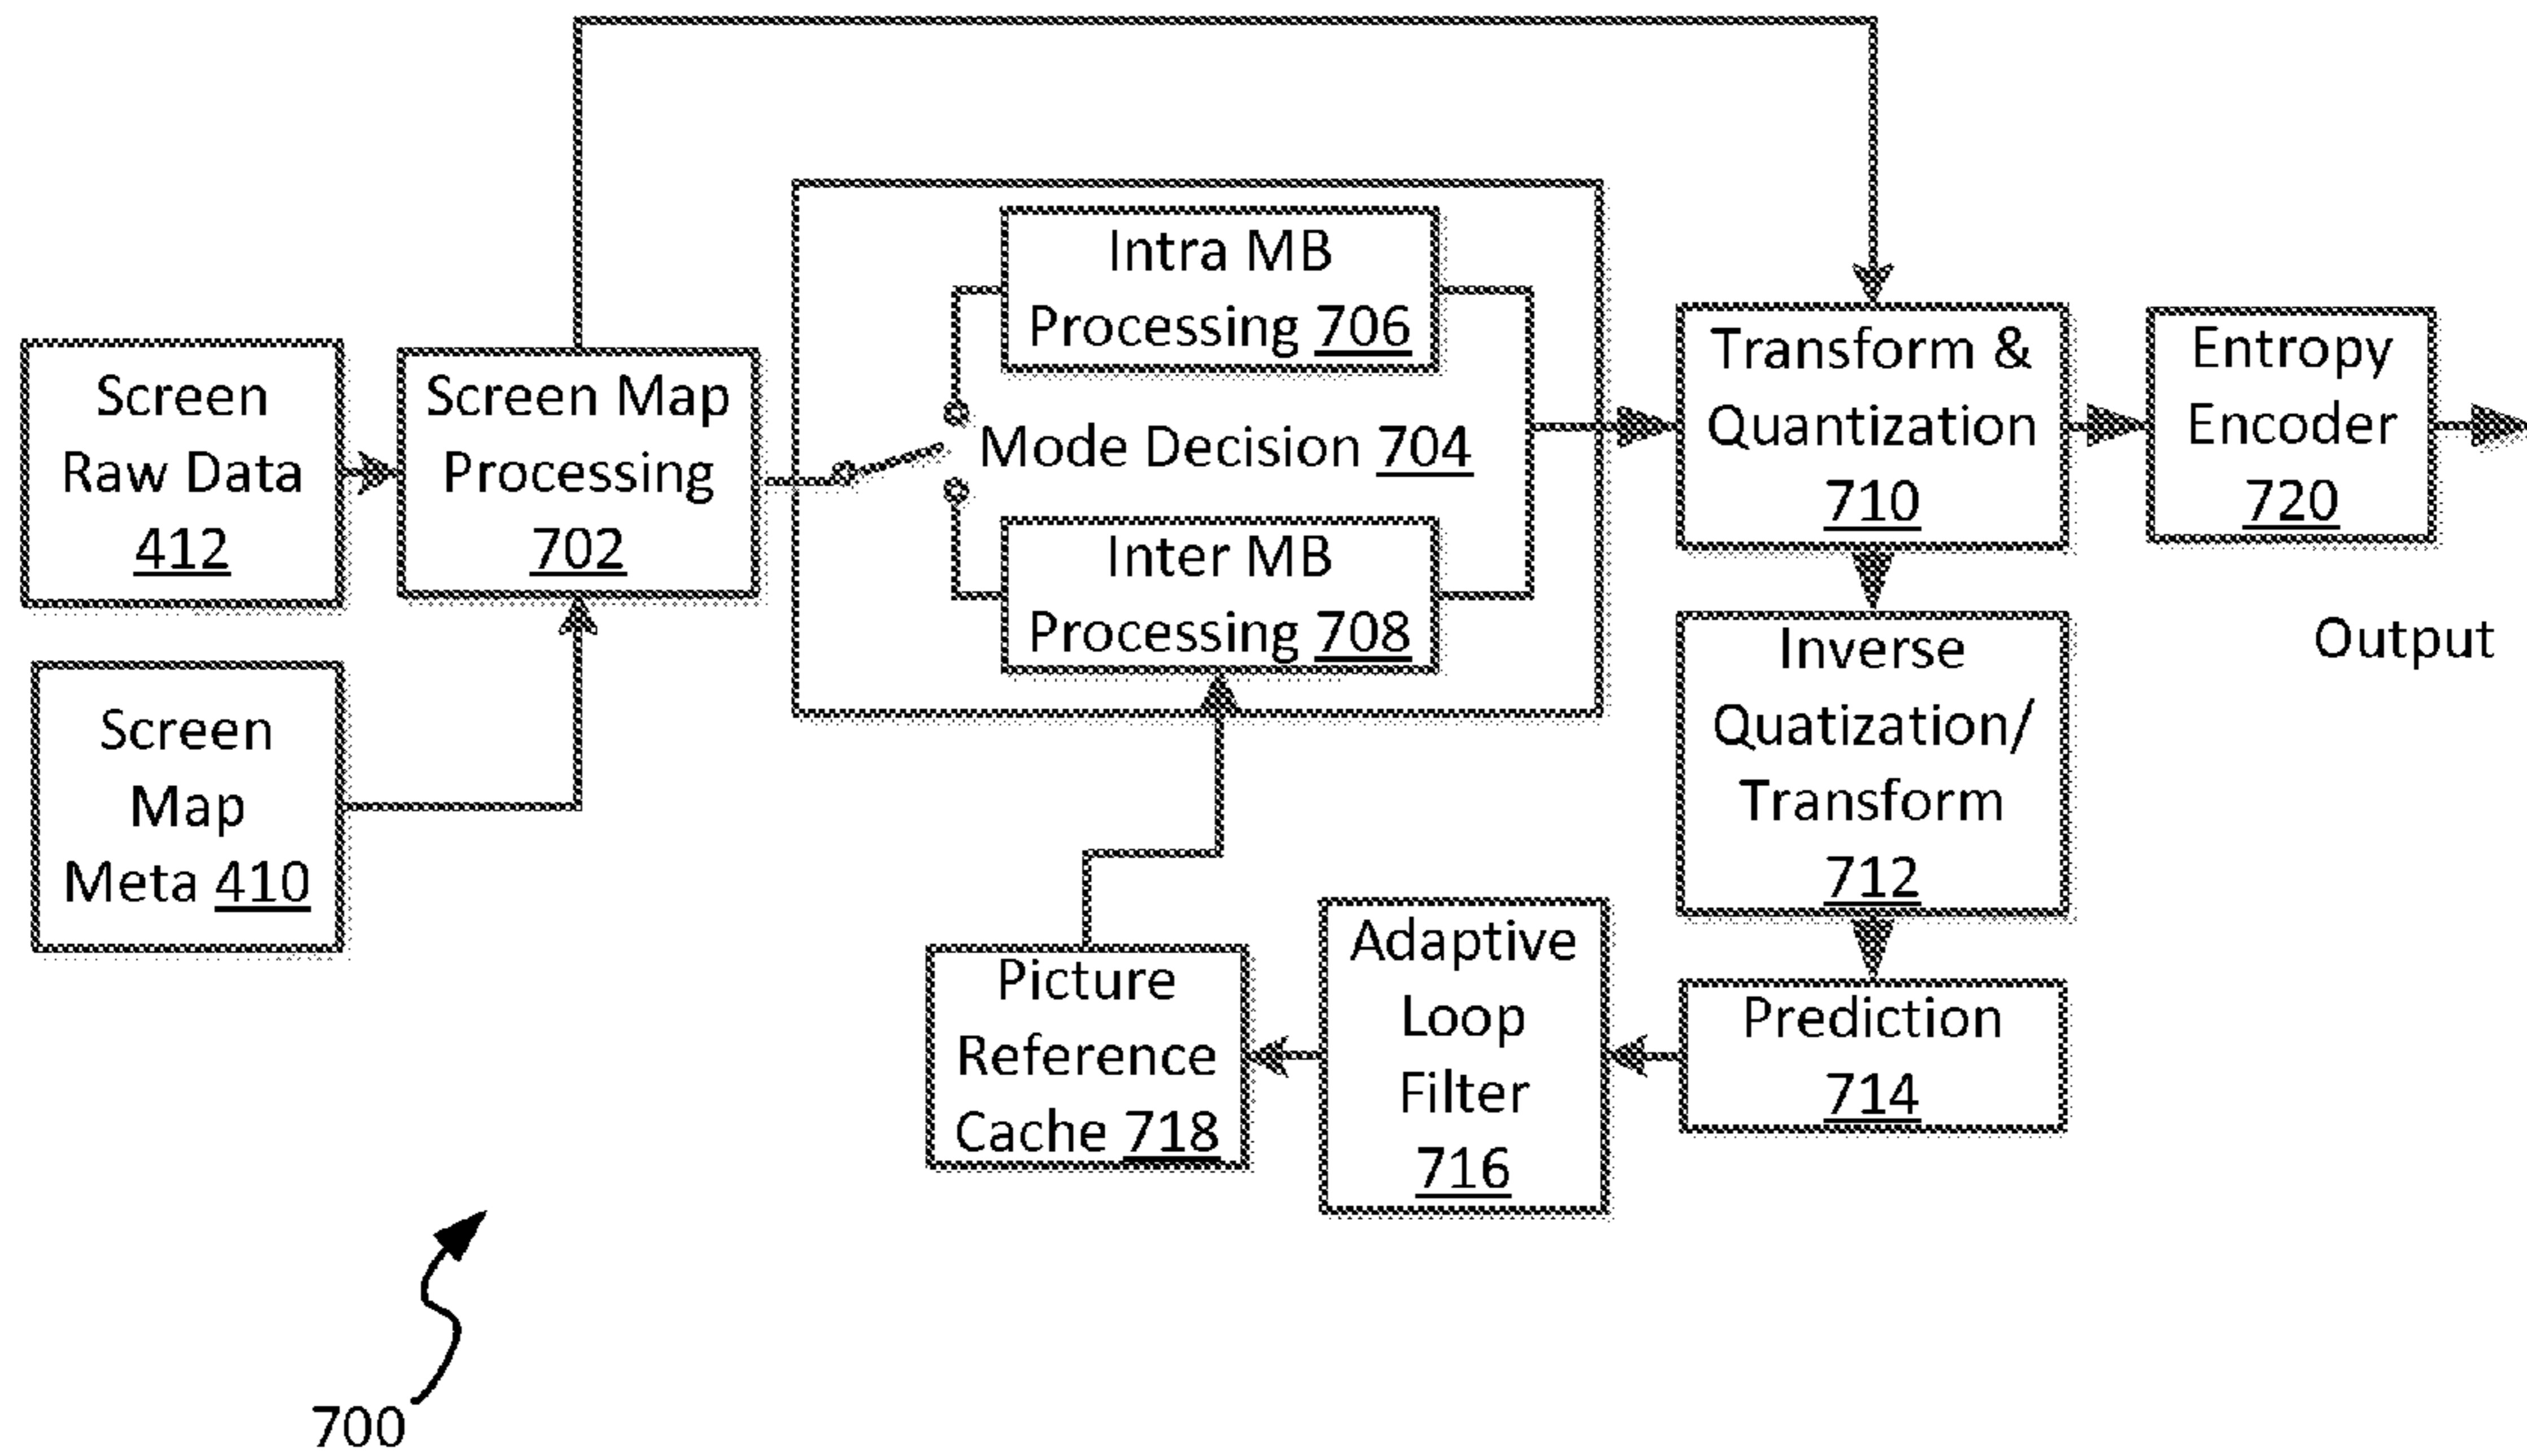 Screen
Raw Data
412
Screen
Map
Meta 410
Screen Map
Processing
702
Intra MB
Processing 706
Mode Decision 704
Inter MB
Processing 708
Transform &
Quantization
710
Entropy
Encoder
720
Output
Inverse
Quatization/
Transform
712
Prediction
714
Adaptive
Loop
Filter
716
Picture
Reference
Cache 718
700